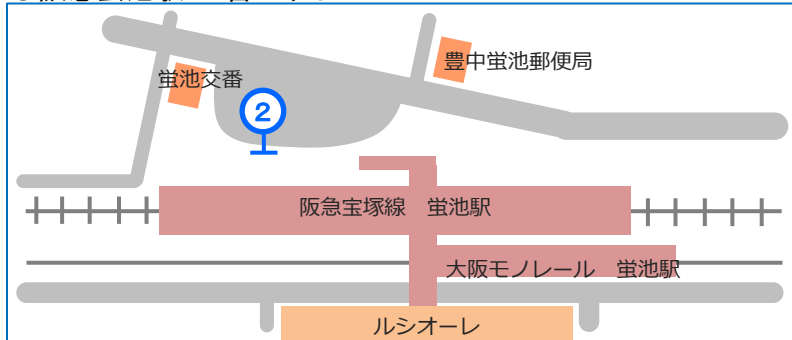 豊中蛍池郵便局
蛍池交番
2
阪急宝塚線　蛍池駅
大阪モノレール　蛍池駅
ルシオーレ